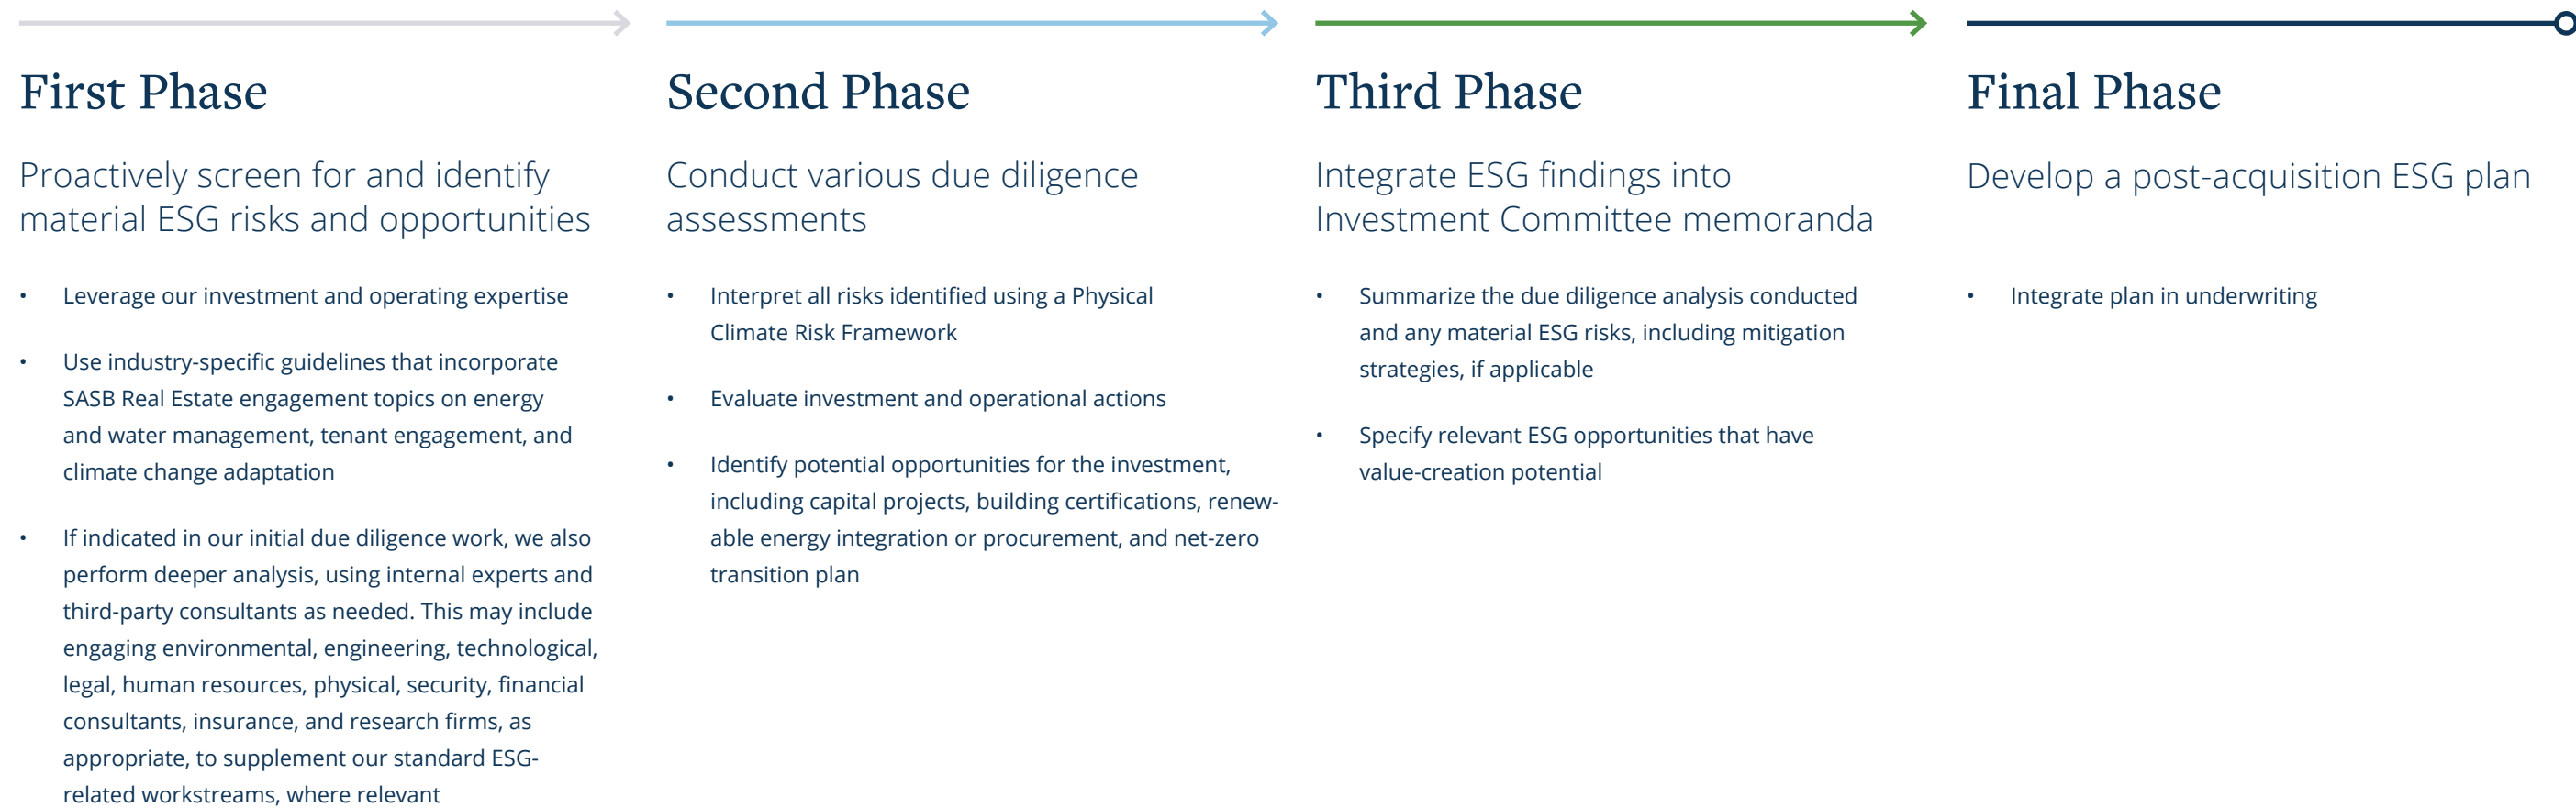 First Phase
Proactively screen for and identify
material ESG risks and opportunities
• Leverage our investment and operating expertise
• Use industry-specific guidelines that incorporate
SASB Real Estate engagement topics on energy
and water management, tenant engagement, and
climate change adaptation
• If indicated in our initial due diligence work, we also
perform deeper analysis, using internal experts and
third-party consultants as needed. This may include
engaging environmental, engineering, technological,
legal, human resources, physical, security, financial
consultants, insurance, and research firms, as
appropriate, to supplement our standard ESG-
related workstreams, where relevant
Second Phase
Conduct various due diligence
assessments
• Interpret all risks identified using a Physical
Climate Risk Framework
• Evaluate investment and operational actions
• Identify potential opportunities for the investment,
including capital projects, building certifications, renew-
able energy integration or procurement, and net-zero
transition plan
Third Phase
Integrate ESG findings into
Investment Committee memoranda
• Summarize the due diligence analysis conducted
and any material ESG risks, including mitigation
strategies, if applicable
• Specify relevant ESG opportunities that have
value-creation potential
Final Phase
Develop a post-acquisition ESG plan
• Integrate plan in underwriting